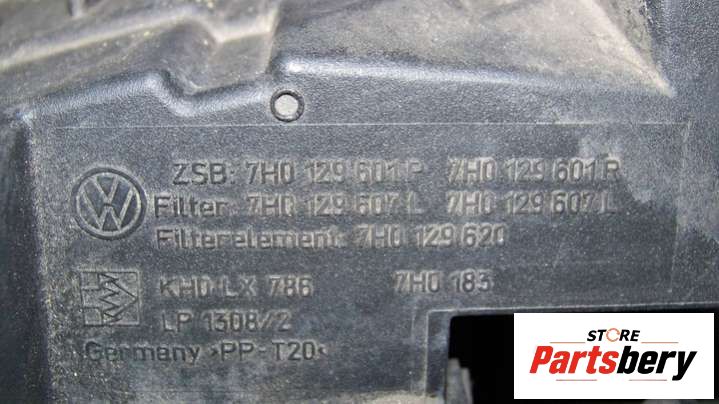 ZSB: 7H0 129 601 P 7H0 129 601 R
Filter: 7H0 129 607 L 7H0 129 607 L
Filterelement: 7H0 129 620
KHD LX 786 7H0 183
LP 1308/2
Germany >PP-T20<
STORE
Partsbery